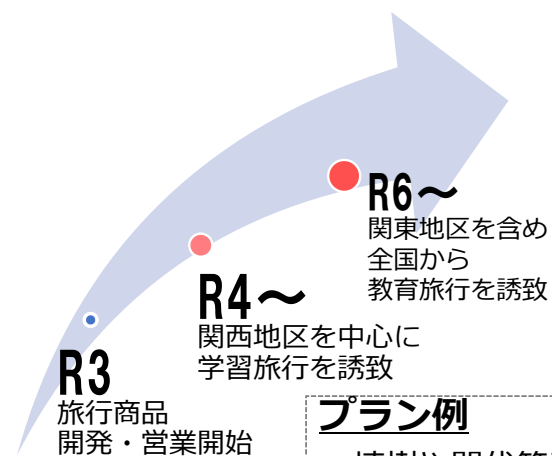 R6～
関東地区を含め
全国から
教育旅行を誘致
R4～
関西地区を中心に
学習旅行を誘致
R3
旅行商品
開発・営業開始
プラン例